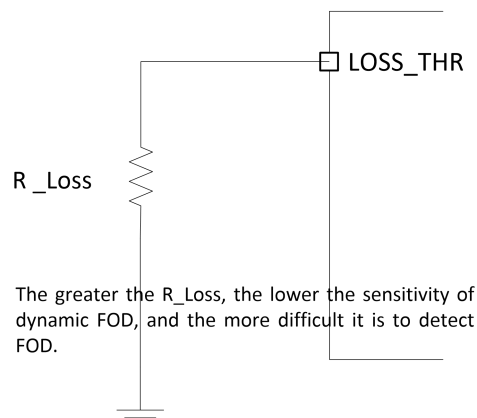 LOSS_THR
R _Loss
The greater the R_Loss, the lower the sensitivity of
dynamic FOD, and the more difficult it is to detect
FOD.